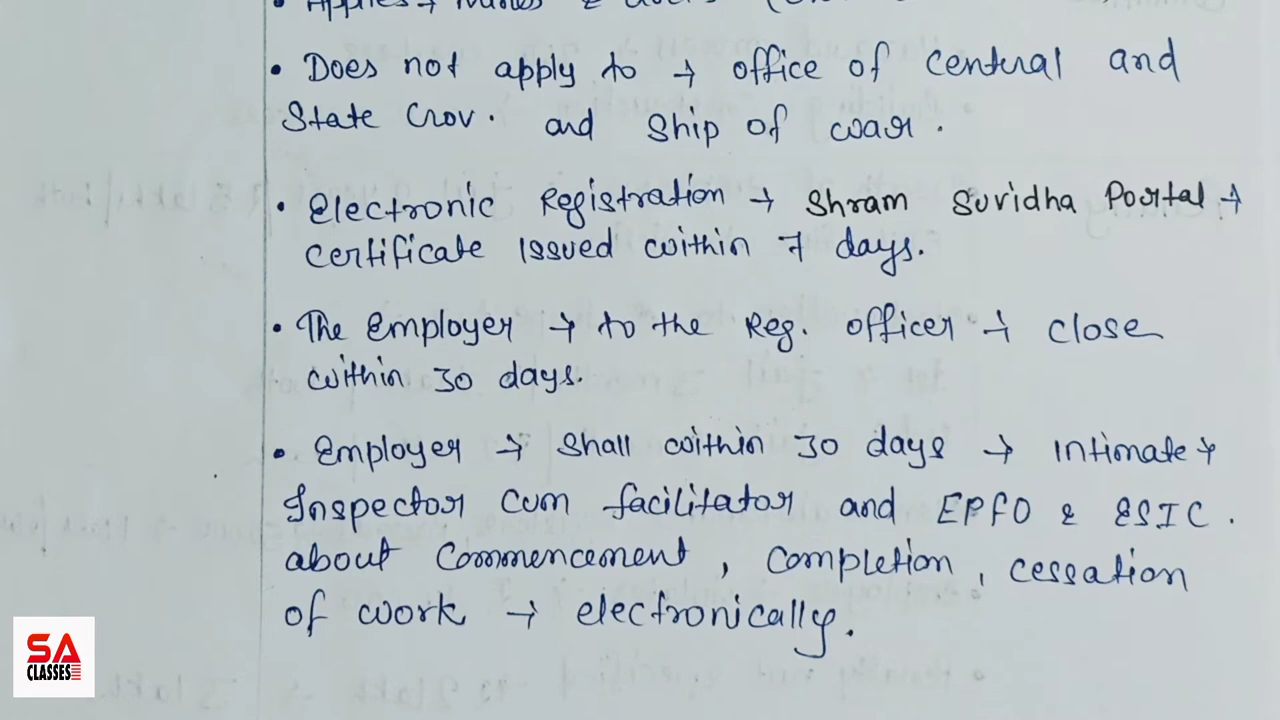 • Does not apply to → office of central and
State Gov. and Ship of war.
• Electronic Registration → Shram Suvidha Portal →
certificate issued within 7 days.
• The Employer → to the Reg. officer → close
within 30 days.
• Employer → Shall within 30 days → intimate →
Inspector cum facilitator and EPFO & ESIC.
about commencement, completion, cessation
of work → electronically.
SA
CLASSES